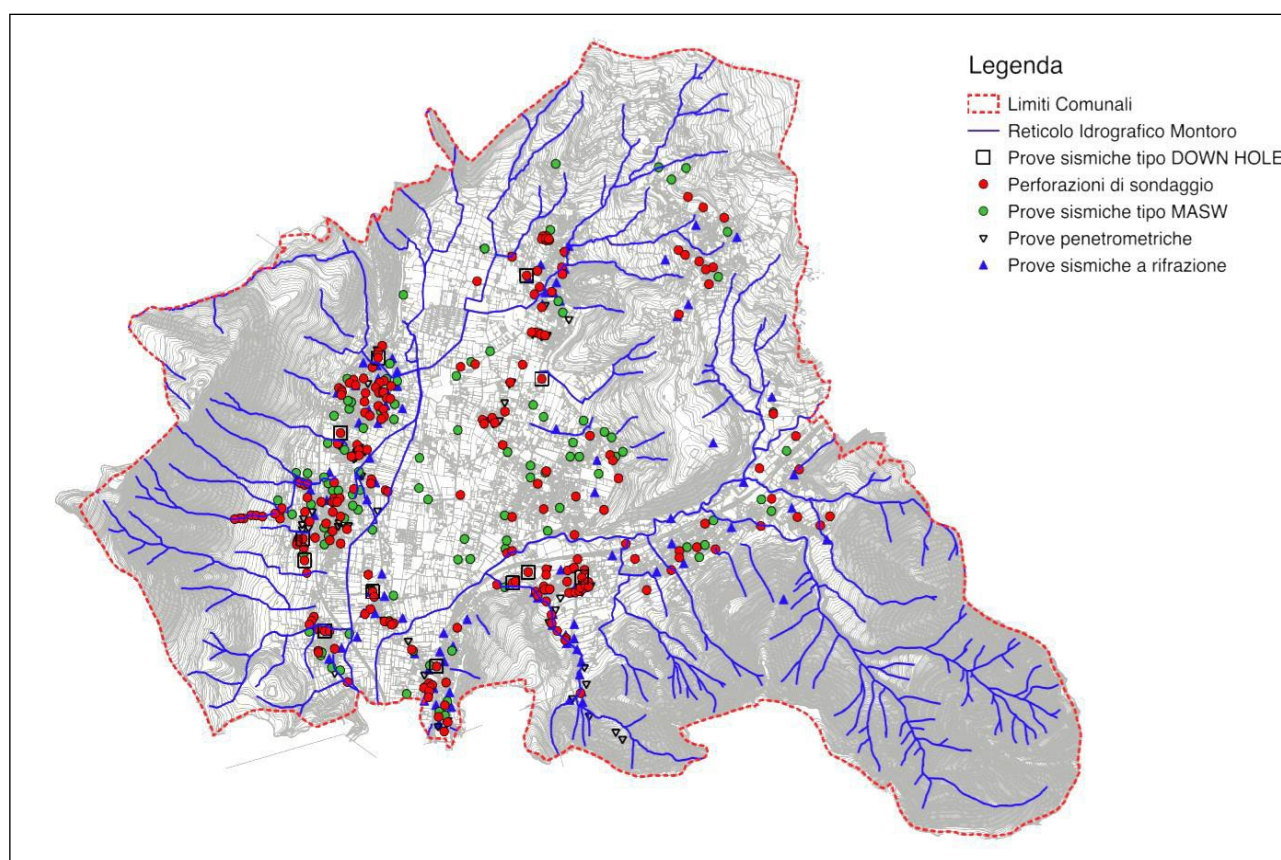 Legenda
Limiti Comunali
Reticolo Idrografico Montoro
Prove sismiche tipo DOWN HOLE
Perforazioni di sondaggio
Prove sismiche tipo MASW
Prove penetrometriche
Prove sismiche a rifrazione